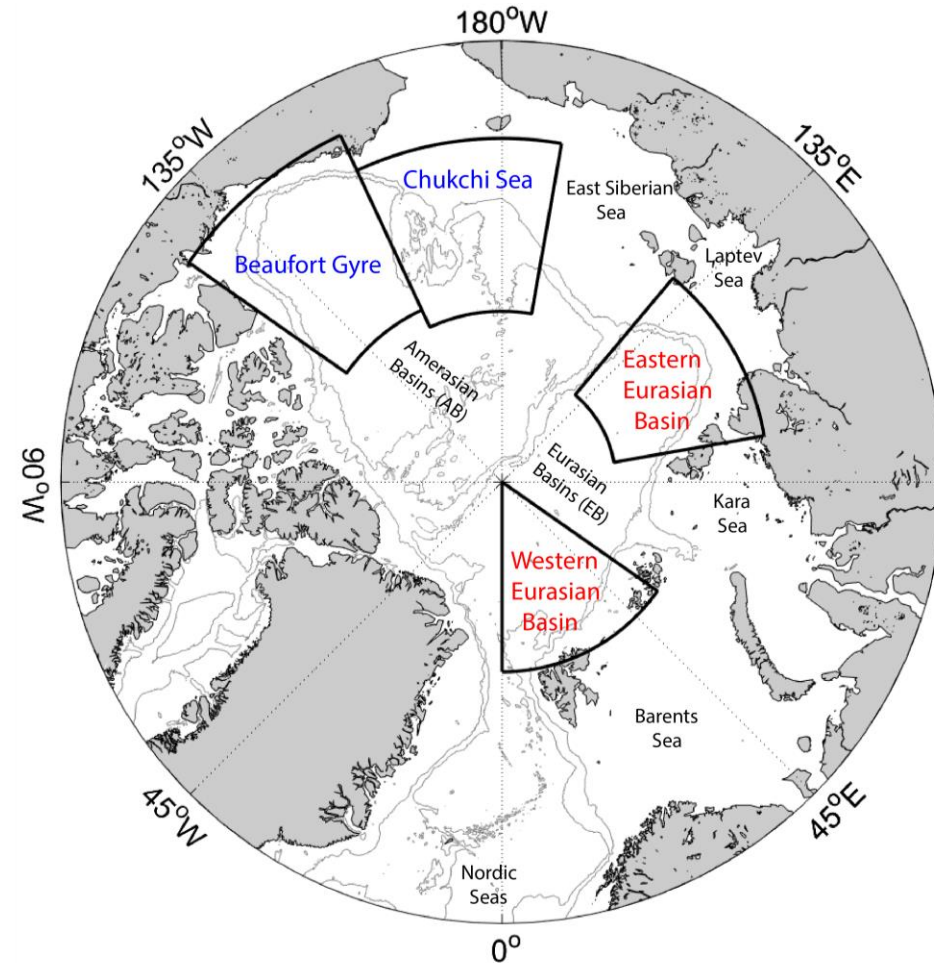 180°W
135°W
135°E
Chukchi Sea
East Siberian
Sea
Beaufort Gyre
Laptev
Sea
Amerasian
Basins (AB)
Eastern
Eurasian
Basin
90°W
Eurasian
Basins (EB)
Kara
Sea
Western
Eurasian
Basin
Barents
Sea
45°W
45°E
Nordic
Seas
0°